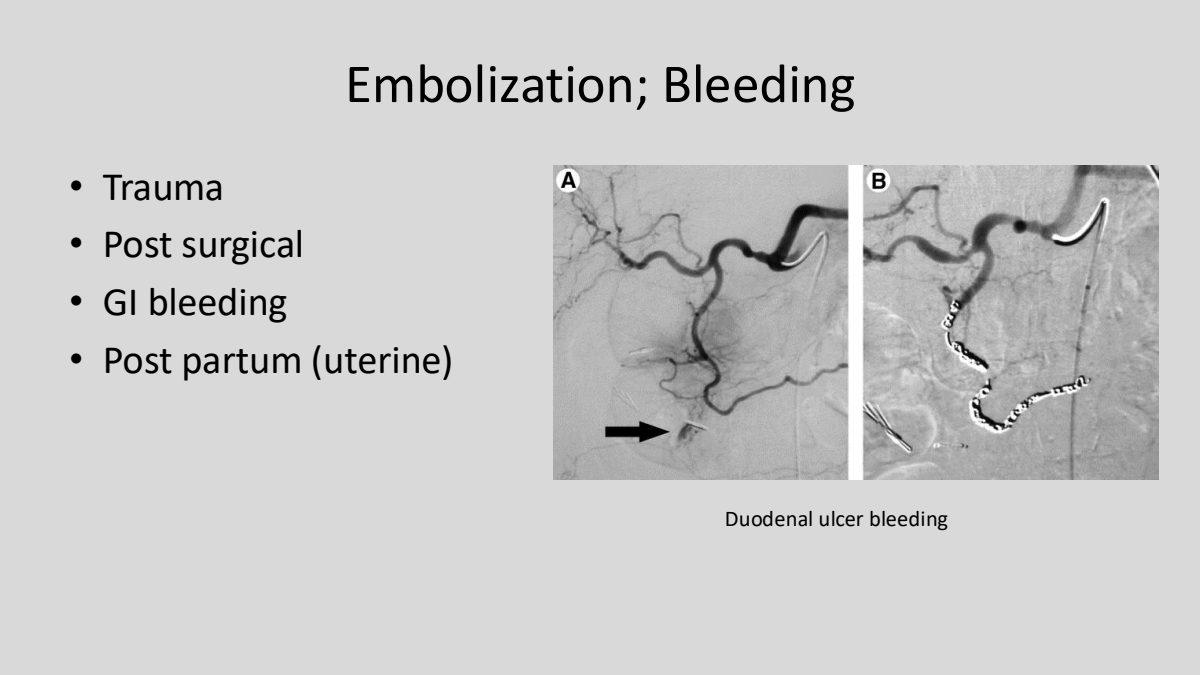 Embolization; Bleeding
• Trauma
• Post surgical
• GI bleeding
• Post partum (uterine)
A
B
Duodenal ulcer bleeding